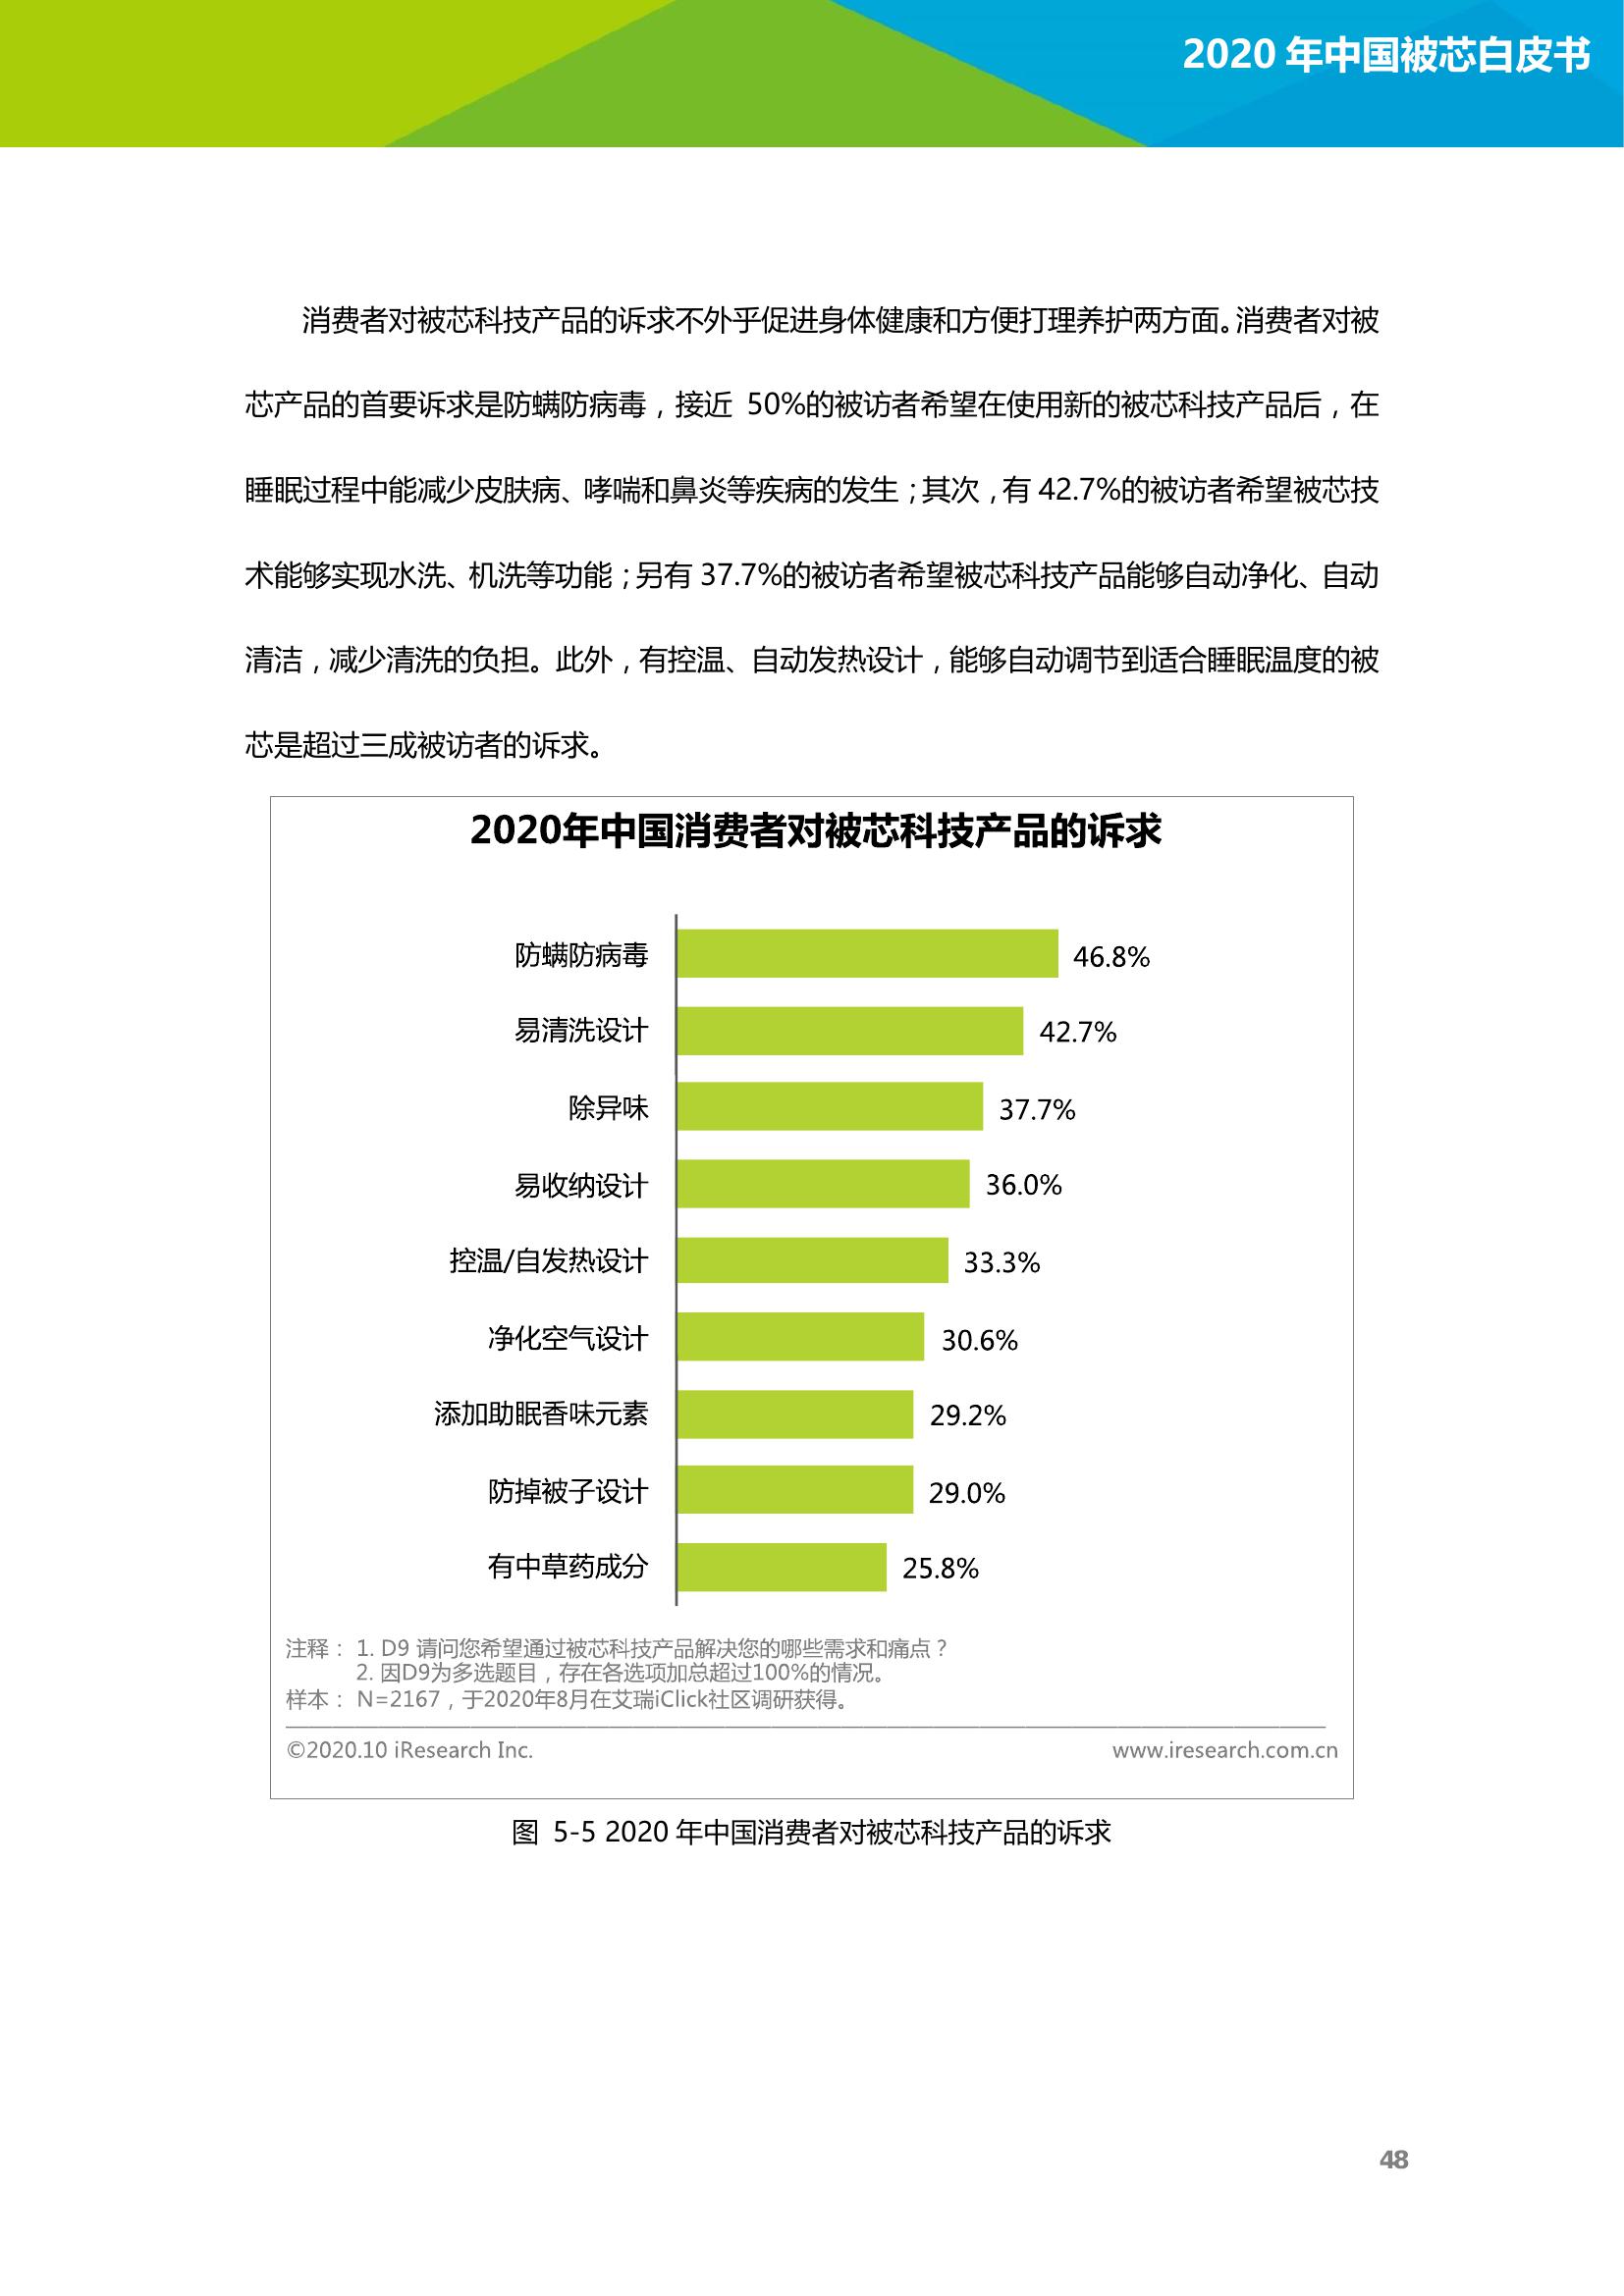 2020 年中国被芯白皮书
消费者对被芯科技产品的诉求不外乎促进身体健康和方便打理养护两方面。消费者对被
芯产品的首要诉求是防螨防病毒，接近 50%的被访者希望在使用新的被芯科技产品后，在
睡眠过程中能减少皮肤病、哮喘和鼻炎等疾病的发生；其次，有 42.7%的被访者希望被芯技
术能够实现水洗、机洗等功能；另有 37.7%的被访者希望被芯科技产品能够自动净化、自动
清洁，减少清洗的负担。此外，有控温、自动发热设计，能够自动调节到适合睡眠温度的被
芯是超过三成被访者的诉求。
2020年中国消费者对被芯科技产品的诉求
防螨防病毒 46.8%
易清洗设计 42.7%
除异味 37.7%
易收纳设计 36.0%
控温/自发热设计 33.3%
净化空气设计 30.6%
添加助眠香味元素 29.2%
防掉被子设计 29.0%
有中草药成分 25.8%
注释：1. D9 请问您希望通过被芯科技产品解决您的哪些需求和痛点？
2. 因D9为多选题目，存在各选项加总超过100%的情况。
样本：N=2167，于2020年8月在艾瑞iClick社区调研获得。
©2020.10 iResearch Inc. www.iresearch.com.cn
图 5-5 2020 年中国消费者对被芯科技产品的诉求
48